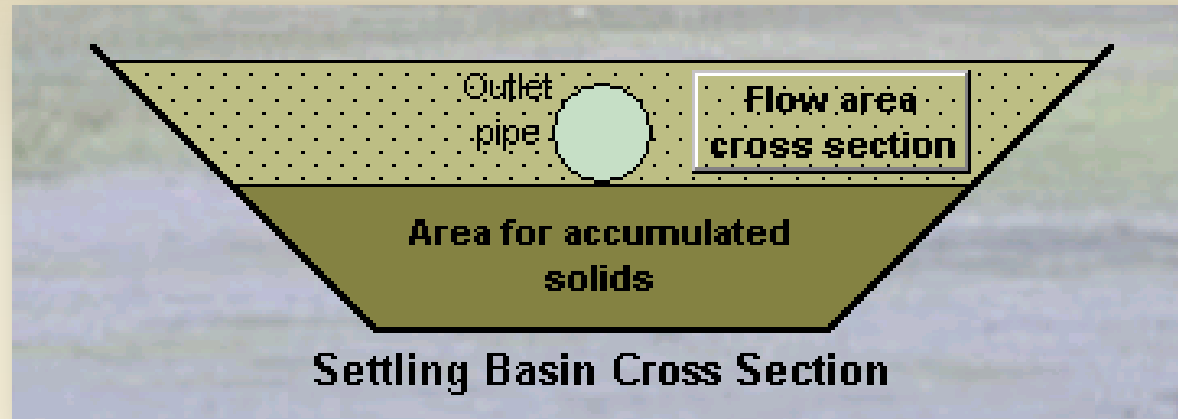 Outlet
pipe
Flow area
cross section
Area for accumulated
solids
Settling Basin Cross Section